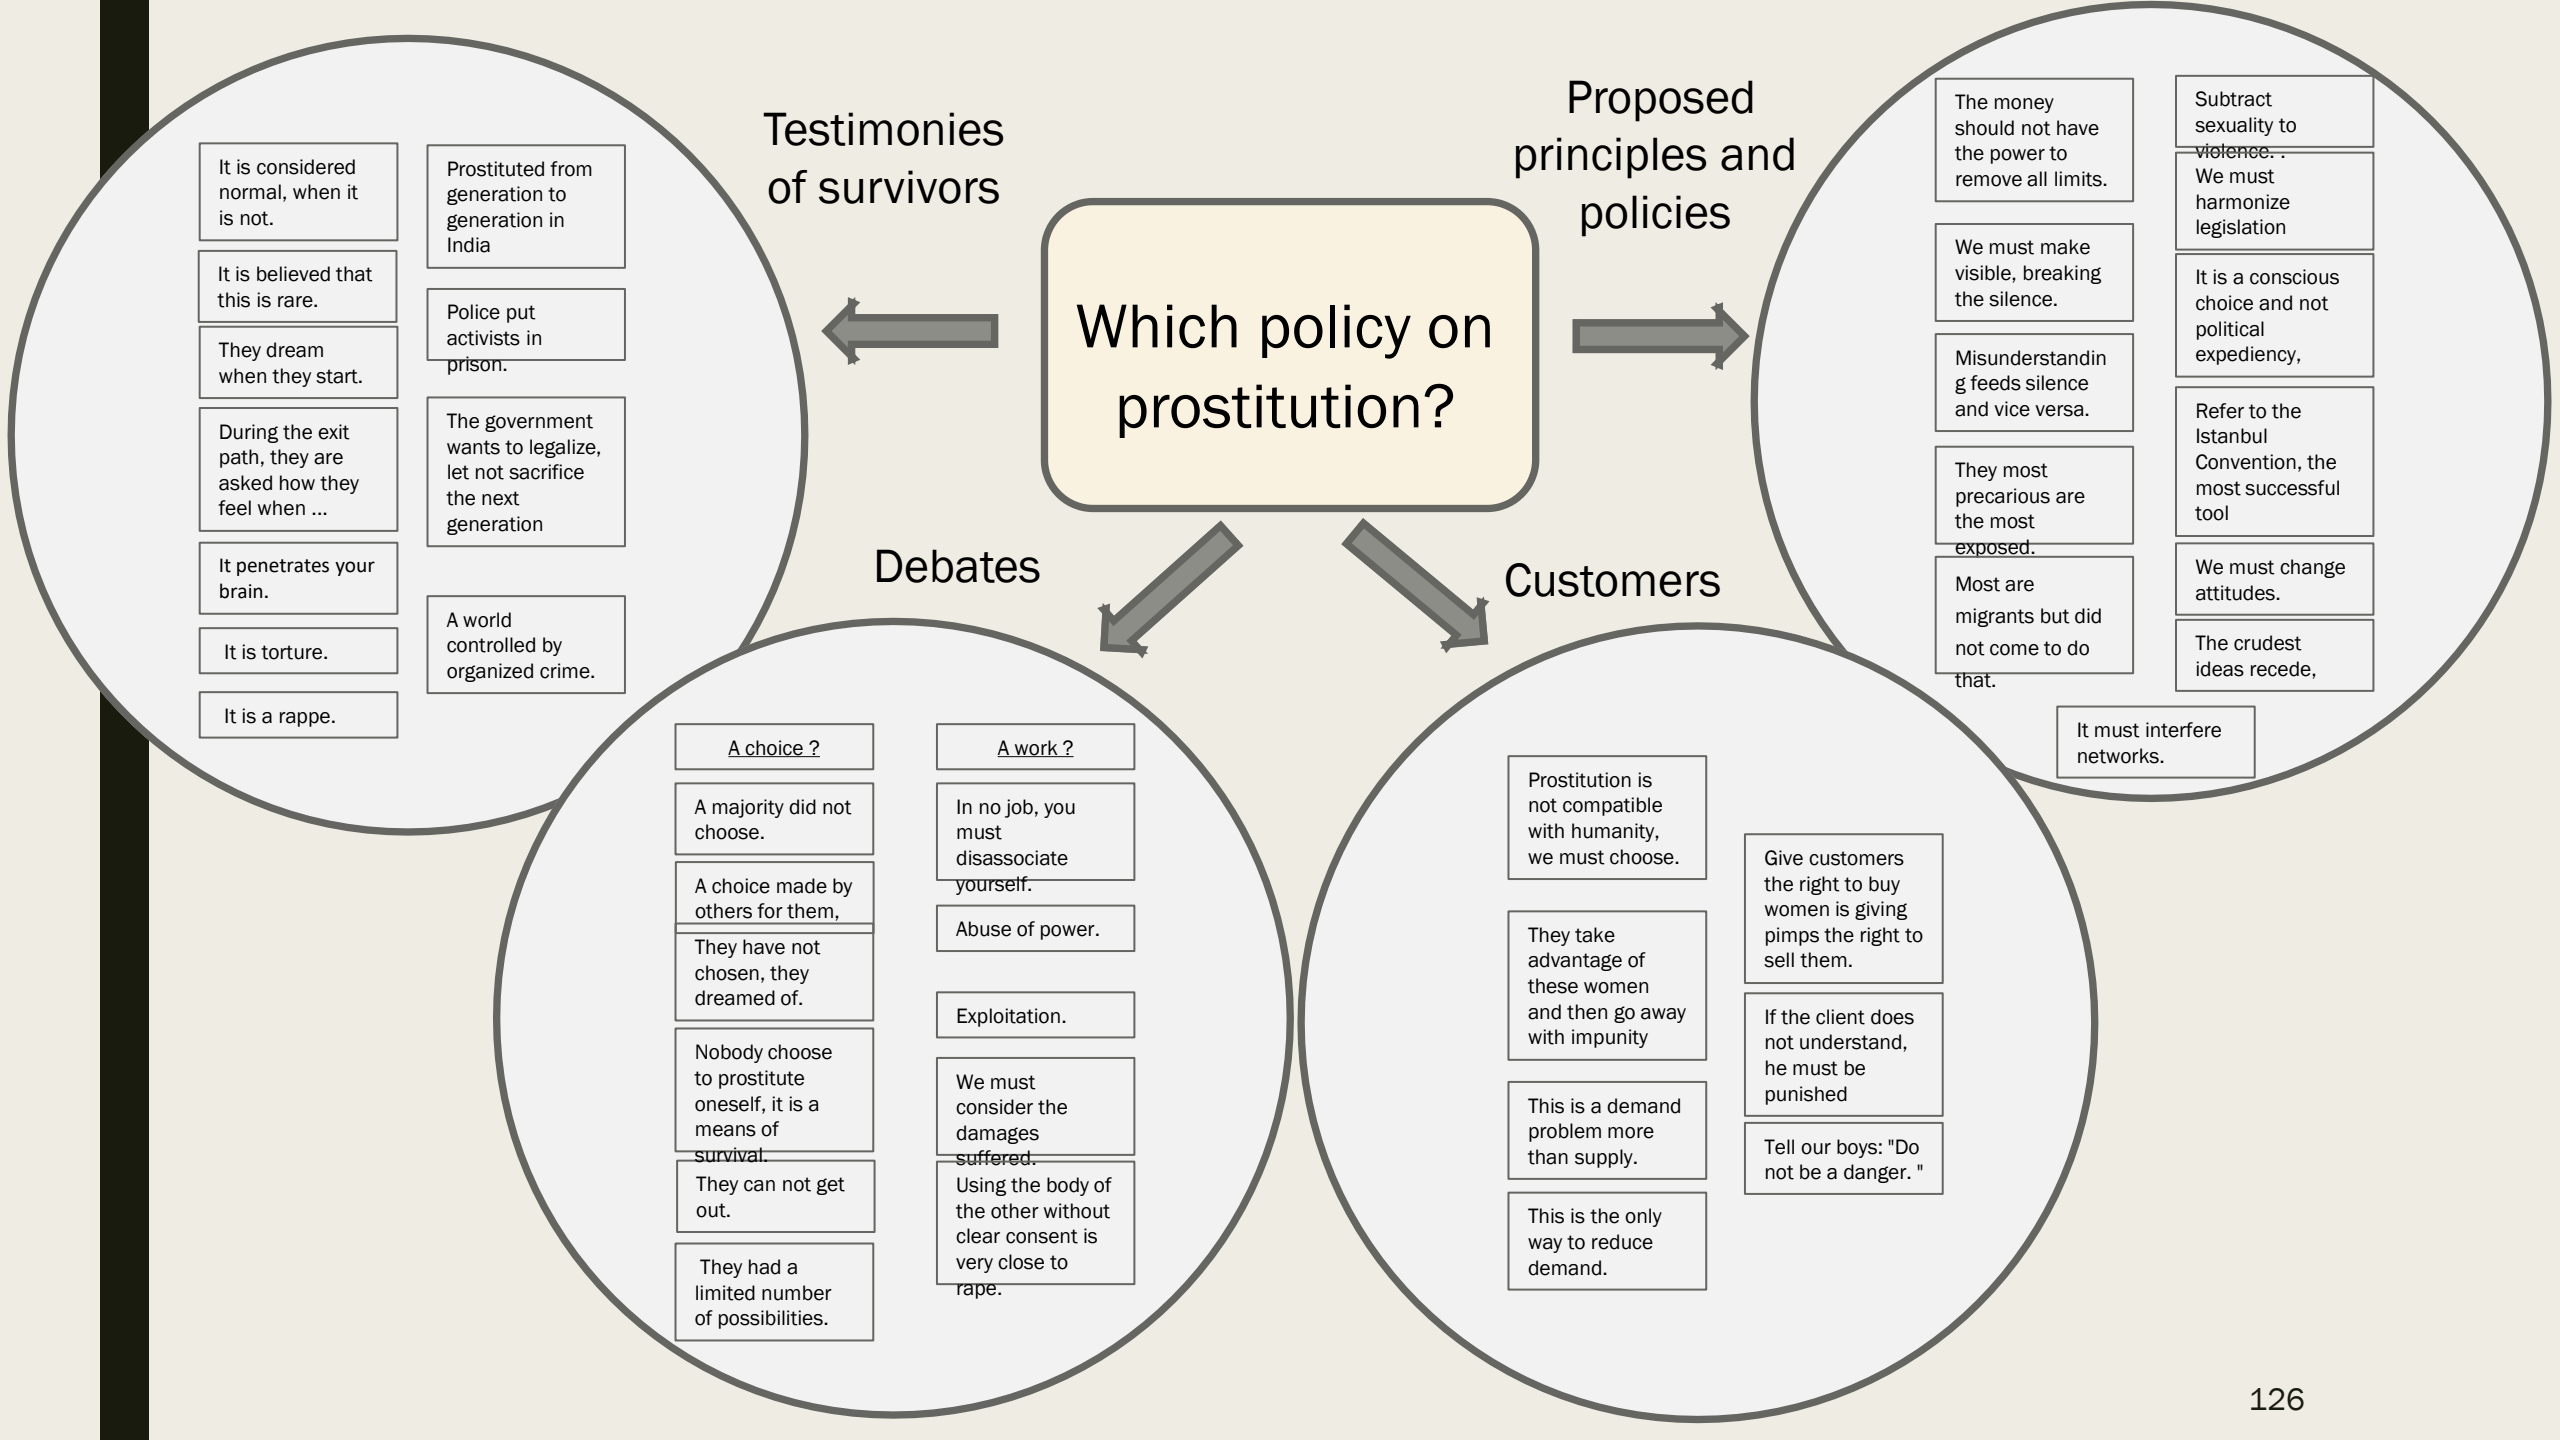 Testimonies
of survivors
It is considered
normal, when it
is not.
It is believed that
this is rare.
They dream
when they start.
During the exit
path, they are
asked how they
feel when ...
It penetrates your
brain.
It is torture.
It is a rappe.
Prostituted from
generation to
generation in
India
Police put
activists in
prison.
The government
wants to legalize,
let not sacrifice
the next
generation
A world
controlled by
organized crime.
Which policy on
prostitution?
Proposed
principles and
policies
The money
should not have
the power to
remove all limits.
We must make
visible, breaking
the silence.
Misunderstandin
g feeds silence
and vice versa.
They most
precarious are
the most
exposed.
Most are
migrants but did
not come to do
that.
Subtract
sexuality to
violence. .
We must
harmonize
legislation
It is a conscious
choice and not
political
expediency,
Refer to the
Istanbul
Convention, the
most successful
tool
We must change
attitudes.
The crudest
ideas recede,
It must interfere
networks.
Debates
A choice ?
A majority did not
choose.
A choice made by
others for them,
They have not
chosen, they
dreamed of.
Nobody choose
to prostitute
oneself, it is a
means of
survival.
They can not get
out.
They had a
limited number
of possibilities.
A work ?
In no job, you
must
disassociate
yourself.
Abuse of power.
Exploitation.
We must
consider the
damages
suffered.
Using the body of
the other without
clear consent is
very close to
rape.
Customers
Prostitution is
not compatible
with humanity,
we must choose.
They take
advantage of
these women
and then go away
with impunity
This is a demand
problem more
than supply.
This is the only
way to reduce
demand.
Give customers
the right to buy
women is giving
pimps the right to
sell them.
If the client does
not understand,
he must be
punished
Tell our boys: "Do
not be a danger. "
126